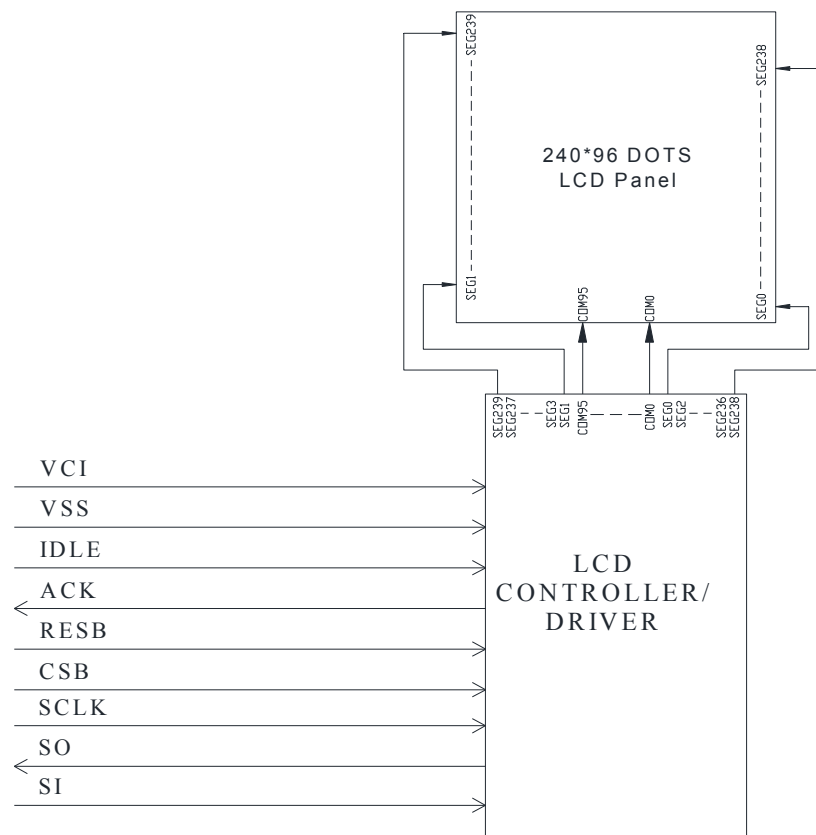 SEG239
SEG238
240*96 DOTS
LCD Panel
SEG1
SEG0
COM95
COM0
SEG239
SEG237
SEG3
SEG1
COM95
COM0
SEG0
SEG2
SEG236
SEG238
VCI
VSS
IDLE
ACK
RESB
CSB
SCLK
SO
SI
LCD
CONTROLLER/
DRIVER